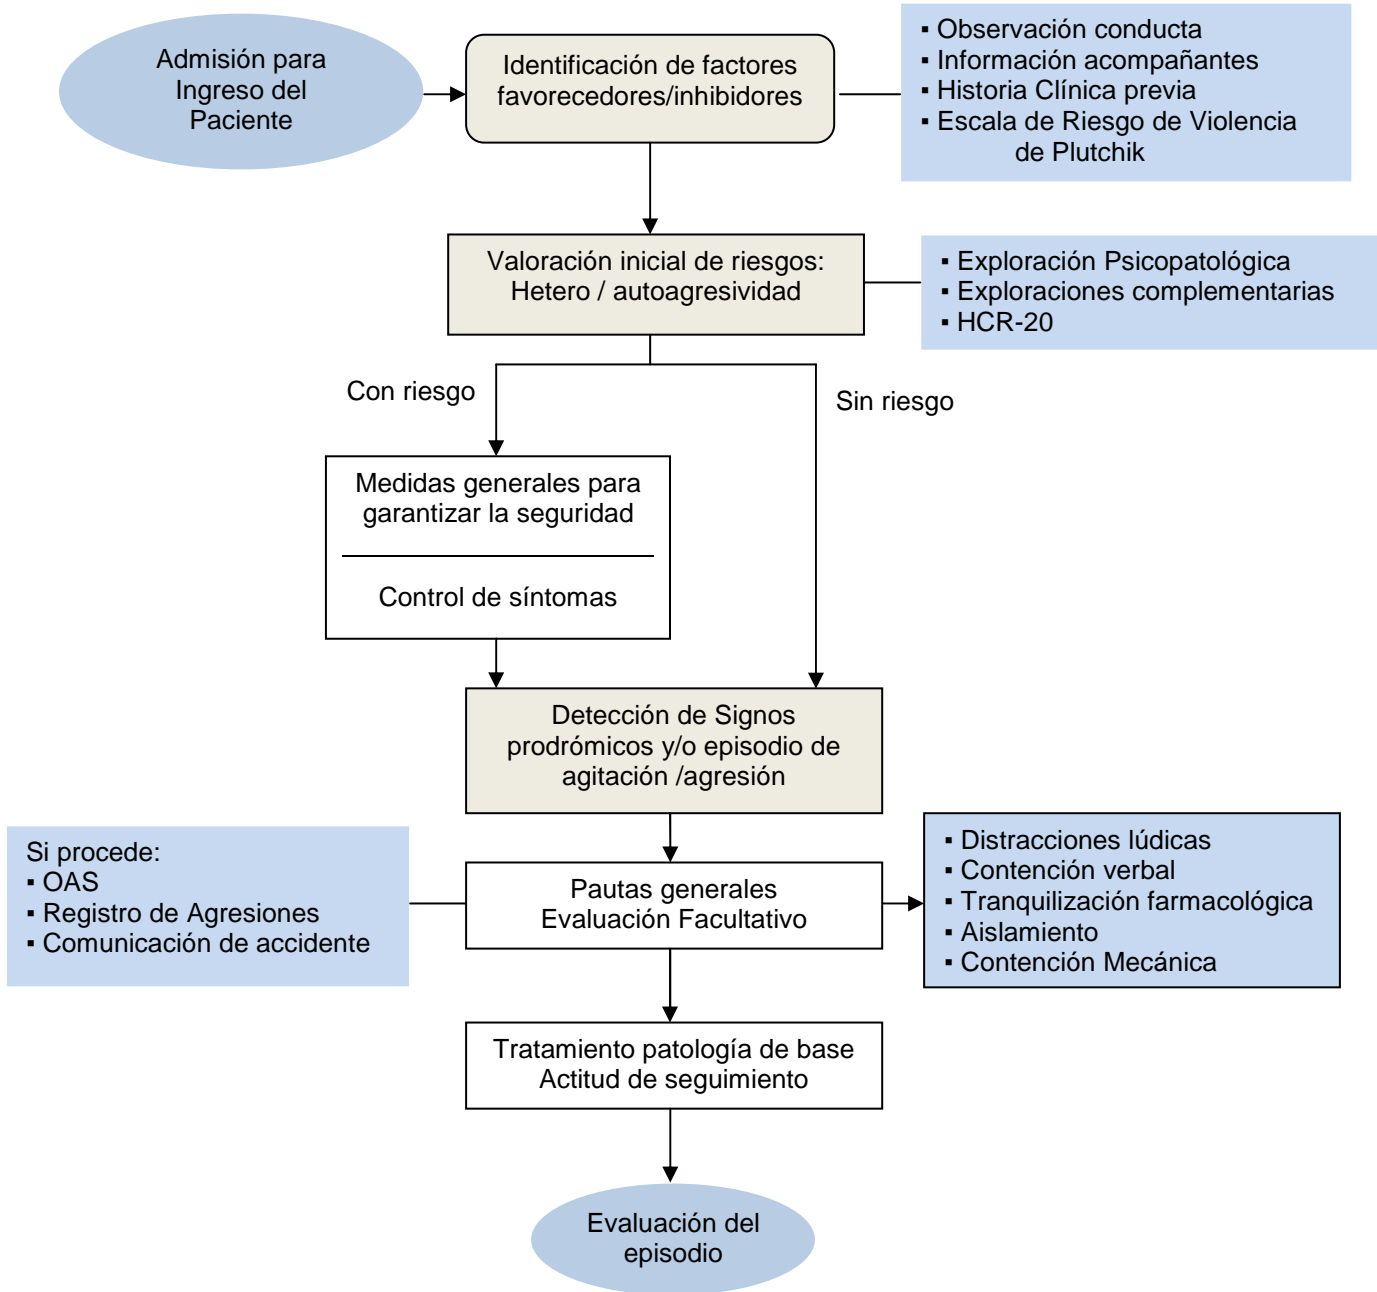 Admisión para
Ingreso del
Paciente
Identificación de factores
favorecedores/inhibidores
▪ Observación conducta
▪ Información acompañantes
▪ Historia Clínica previa
▪ Escala de Riesgo de Violencia
de Plutchik
Valoración inicial de riesgos:
Hetero / autoagresividad
▪ Exploración Psicopatológica
▪ Exploraciones complementarias
▪ HCR-20
Con riesgo
Sin riesgo
Medidas generales para
garantizar la seguridad
Control de síntomas
Detección de Signos
prodrómicos y/o episodio de
agitación /agresión
Si procede:
▪ OAS
▪ Registro de Agresiones
▪ Comunicación de accidente
Pautas generales
Evaluación Facultativo
▪ Distracciones lúdicas
▪ Contención verbal
▪ Tranquilización farmacológica
▪ Aislamiento
▪ Contención Mecánica
Tratamiento patología de base
Actitud de seguimiento
Evaluación del
episodio